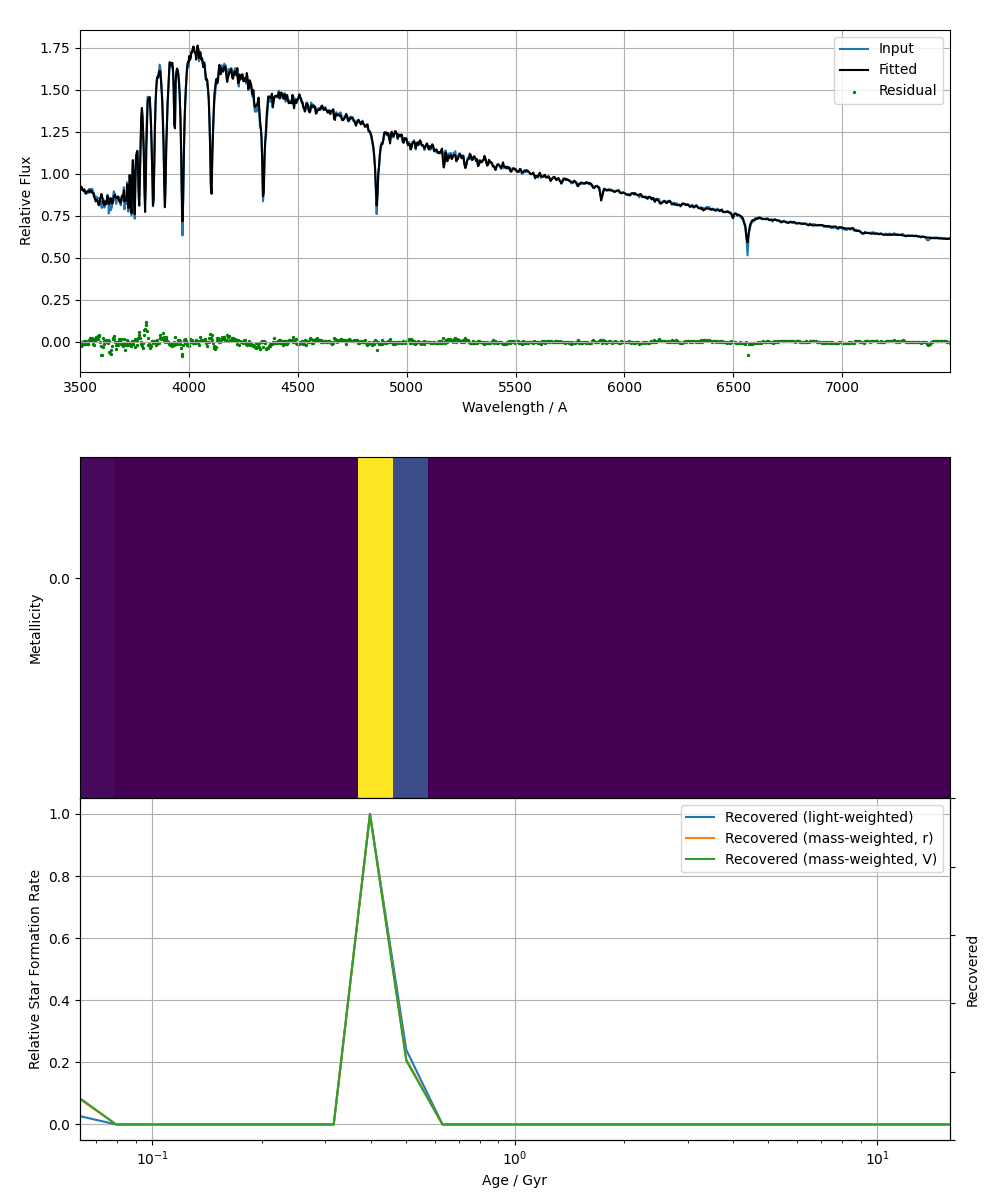 1.75
1.50
1.25
1.00
0.75
0.50
0.25
0.00
Relative Flux
Input
Fitted
Residual
3500
4000
4500
5000
5500
6000
6500
7000
Wavelength / A
0.0
Metallicity
1.0
0.8
0.6
0.4
0.2
0.0
Relative Star Formation Rate
Recovered (light-weighted)
Recovered (mass-weighted, r)
Recovered (mass-weighted, V)
Recovered
10⁻¹
10⁰
10¹
Age / Gyr